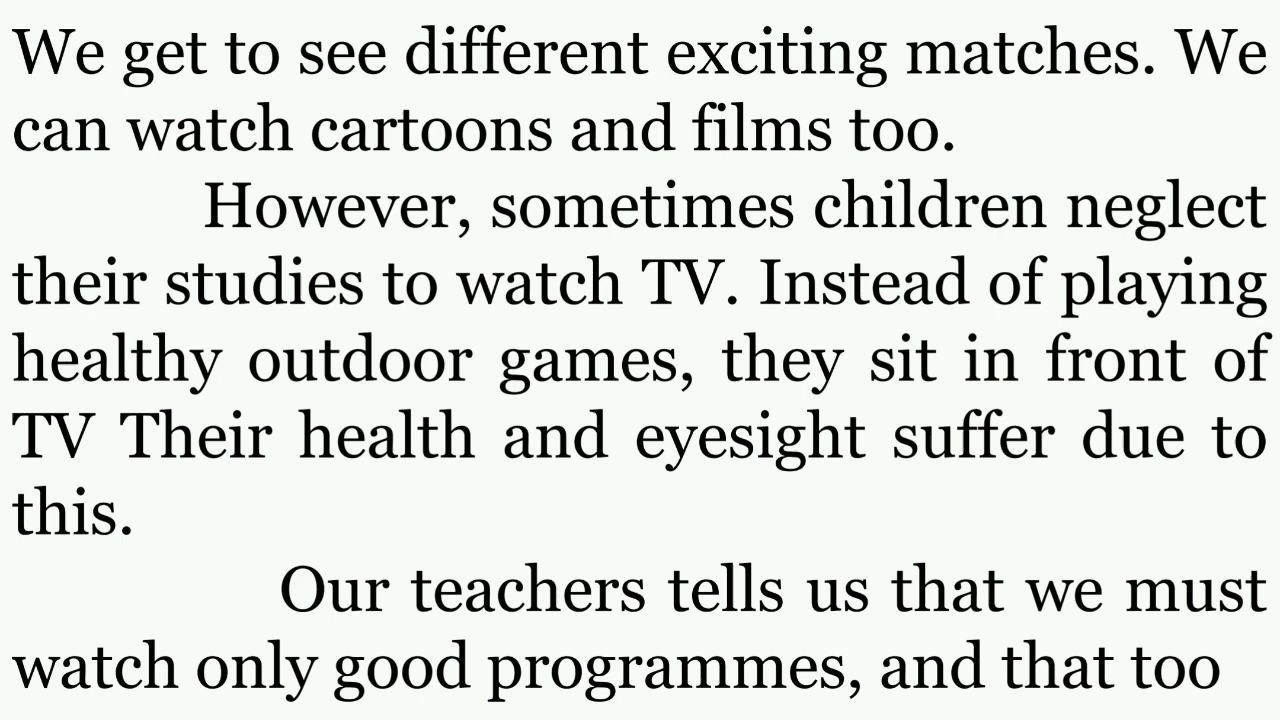 We get to see different exciting matches. We
can watch cartoons and films too.
However, sometimes children neglect
their studies to watch TV. Instead of playing
healthy outdoor games, they sit in front of
TV Their health and eyesight suffer due to
this.
Our teachers tells us that we must
watch only good programmes, and that too